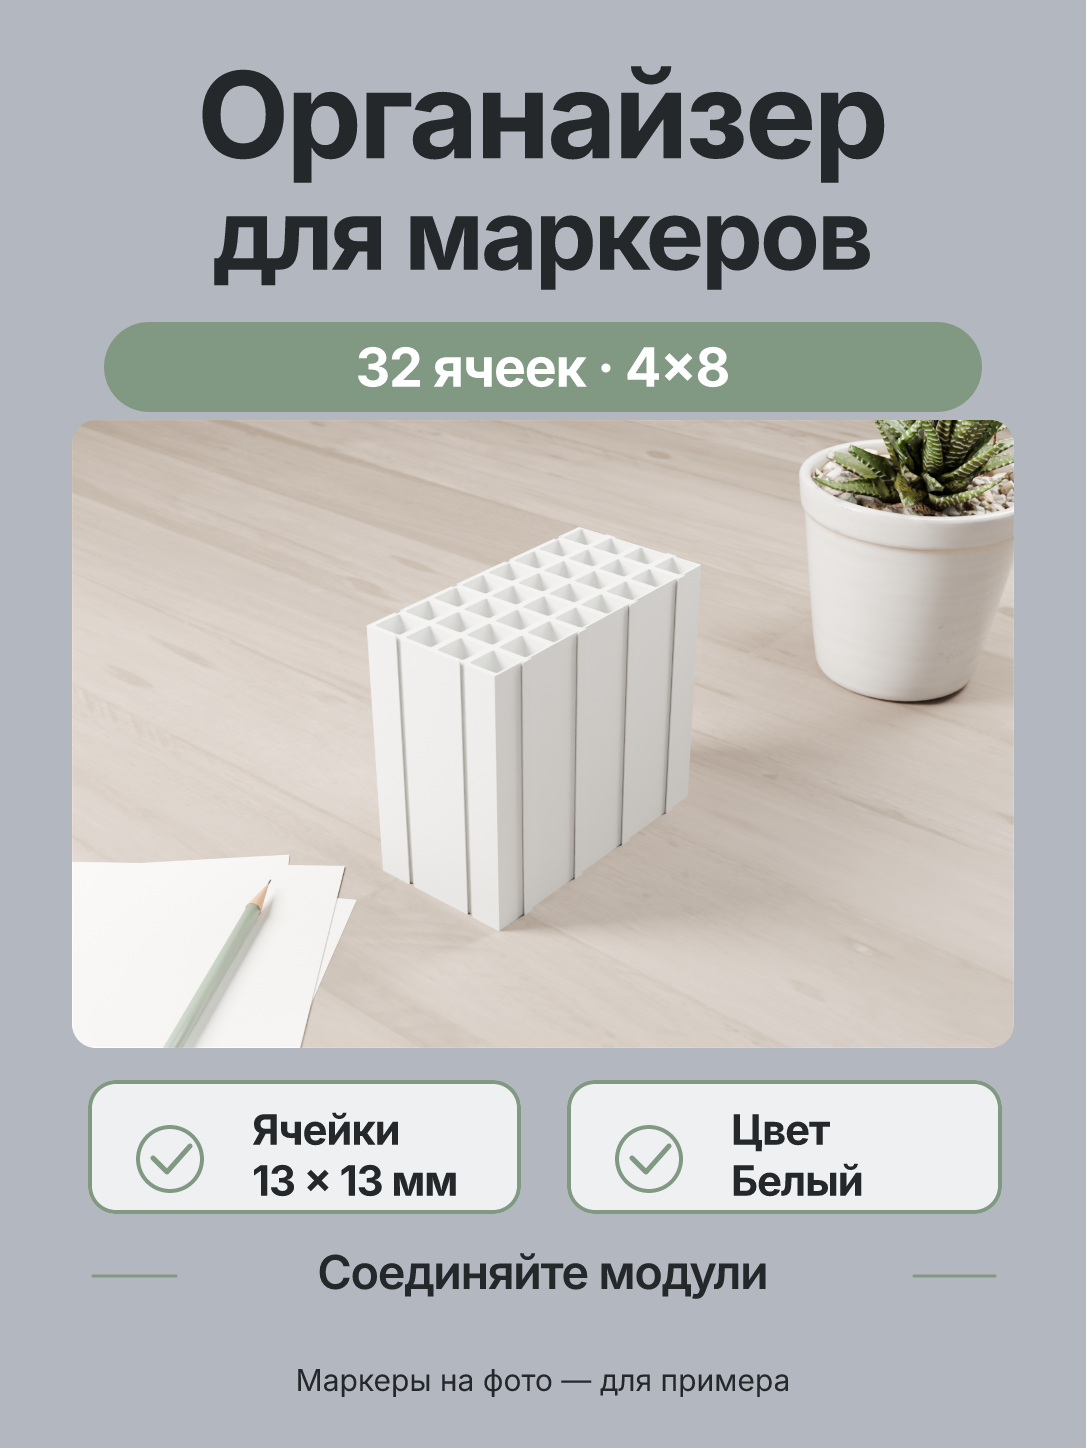 Органайзер
для маркеров
32 ячеек · 4×8
Ячейки
13 × 13 мм
Цвет
Белый
Соединяйте модули
Маркеры на фото — для примера